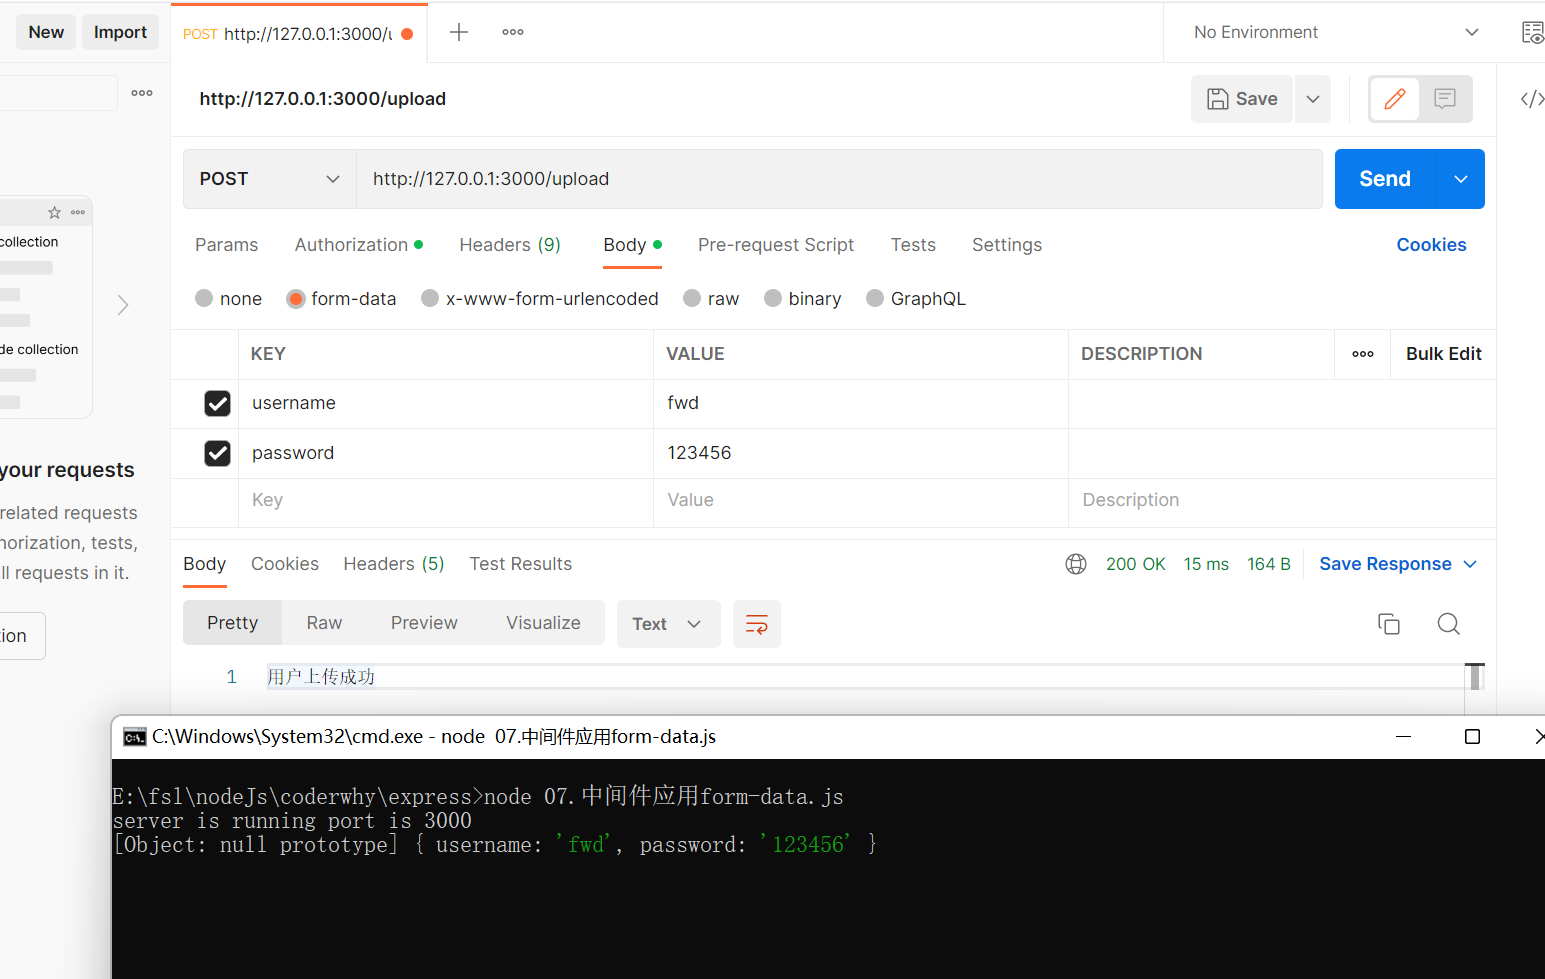 New Import POST http://127.0.0.1:3000/u No Environment
http://127.0.0.1:3000/upload Save
POST http://127.0.0.1:3000/upload Send
collection
Params Authorization Headers (9) Body Pre-request Script Tests Settings Cookies
none form-data x-www-form-urlencoded raw binary GraphQL
de collection
KEY VALUE DESCRIPTION Bulk Edit
username fwd
password 123456
your requests
Key Value Description
related requests
horization, tests,
ll requests in it.
Body Cookies Headers (5) Test Results 200 OK 15 ms 164 B Save Response
Pretty Raw Preview Visualize Text
tion
1 用户上传成功
C:\Windows\System32\cmd.exe - node 07.中间件应用form-data.js
E:\fsl\nodeJs\coderwhy\express>node 07.中间件应用form-data.js
server is running port is 3000
[Object: null prototype] { username: 'fwd', password: '123456' }